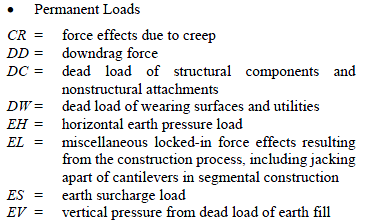 • Permanent Loads
CR = force effects due to creep
DD = downdrag force
DC = dead load of structural components and
nonstructural attachments
DW = dead load of wearing surfaces and utilities
EH = horizontal earth pressure load
EL = miscellaneous locked-in force effects resulting
from the construction process, including jacking
apart of cantilevers in segmental construction
ES = earth surcharge load
EV = vertical pressure from dead load of earth fill